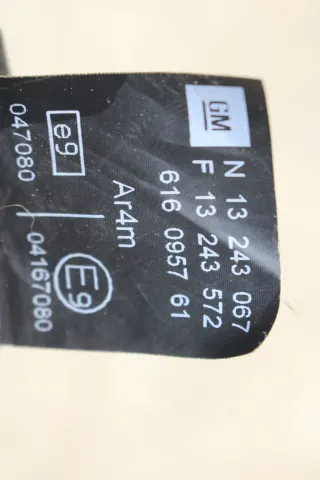 GM
N 13 243 067
F 13 243 572
616 0957 61
Ar4m
e9
E9
047080
04167080